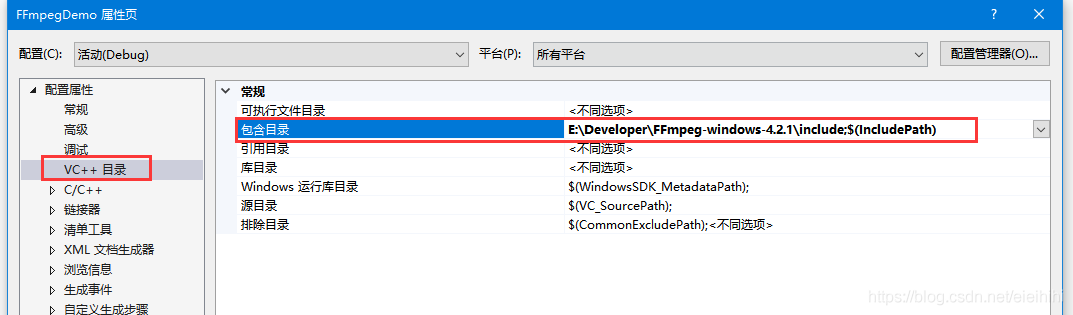 FFmpegDemo 属性页
配置(C): 活动(Debug) 平台(P): 所有平台 配置管理器(O)...
配置属性
常规
高级
调试
VC++ 目录
C/C++
链接器
清单工具
XML 文档生成器
浏览信息
生成事件
自定义生成步骤
常规
可执行文件目录 <不同选项>
包含目录 E:\Developer\FFmpeg-windows-4.2.1\include;$(IncludePath)
引用目录 <不同选项>
库目录 <不同选项>
Windows 运行库目录 $(WindowsSDK_MetadataPath);
源目录 $(VC_SourcePath);
排除目录 $(CommonExcludePath);<不同选项>
https://blog.csdn.net/eieihihi